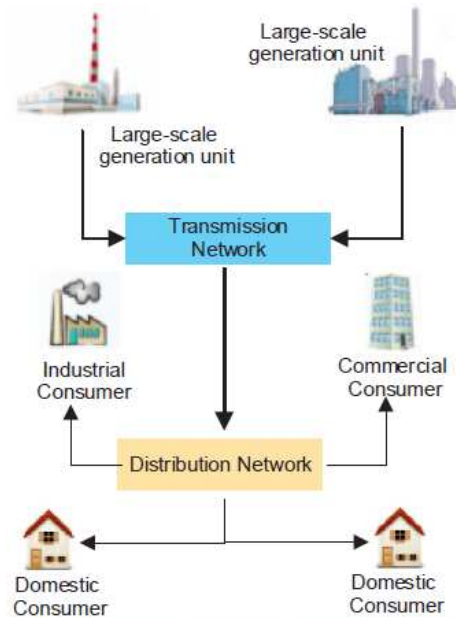 Large-scale
generation unit
Large-scale
generation unit
Transmission
Network
Industrial
Consumer
Commercial
Consumer
Distribution Network
Domestic
Consumer
Domestic
Consumer